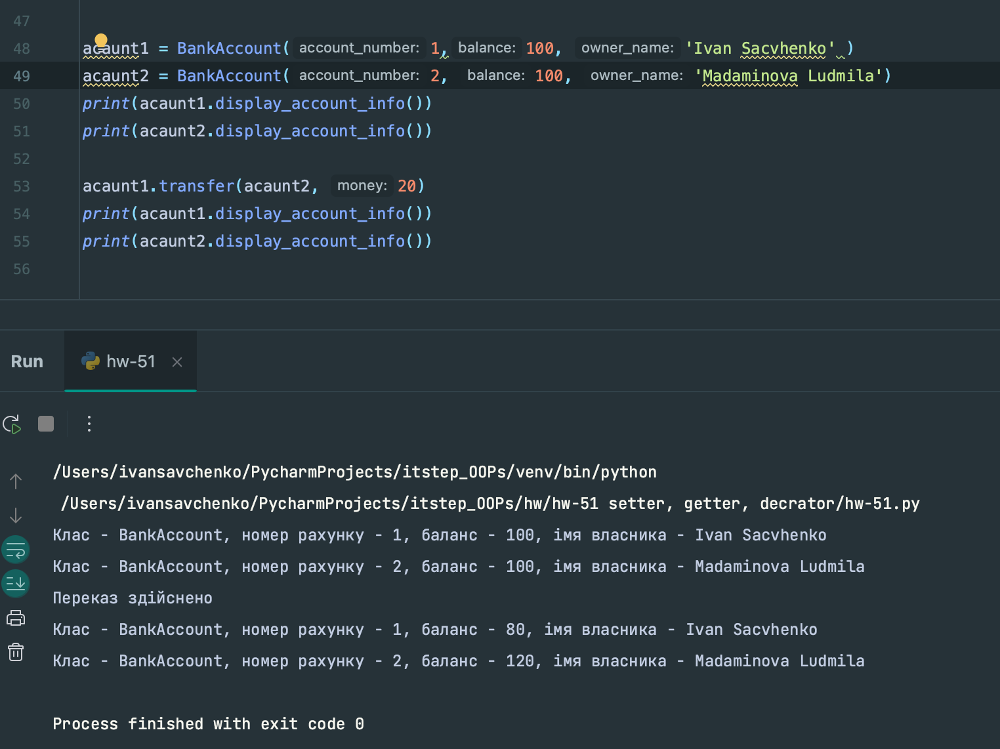 47
48 acaunt1 = BankAccount( account_number: 1, balance: 100, owner_name: 'Ivan Sacvhenko' )
49 acaunt2 = BankAccount( account_number: 2, balance: 100, owner_name: 'Madaminova Ludmila')
50 print(acaunt1.display_account_info())
51 print(acaunt2.display_account_info())
52
53 acaunt1.transfer(acaunt2, money: 20)
54 print(acaunt1.display_account_info())
55 print(acaunt2.display_account_info())
56
Run hw-51
/Users/ivansavchenko/PycharmProjects/itstep_OOPs/venv/bin/python
/Users/ivansavchenko/PycharmProjects/itstep_OOPs/hw/hw-51 setter, getter, decrator/hw-51.py
Клас - BankAccount, номер рахунку - 1, баланс - 100, імя власника - Ivan Sacvhenko
Клас - BankAccount, номер рахунку - 2, баланс - 100, імя власника - Madaminova Ludmila
Переказ здійснено
Клас - BankAccount, номер рахунку - 1, баланс - 80, імя власника - Ivan Sacvhenko
Клас - BankAccount, номер рахунку - 2, баланс - 120, імя власника - Madaminova Ludmila
Process finished with exit code 0